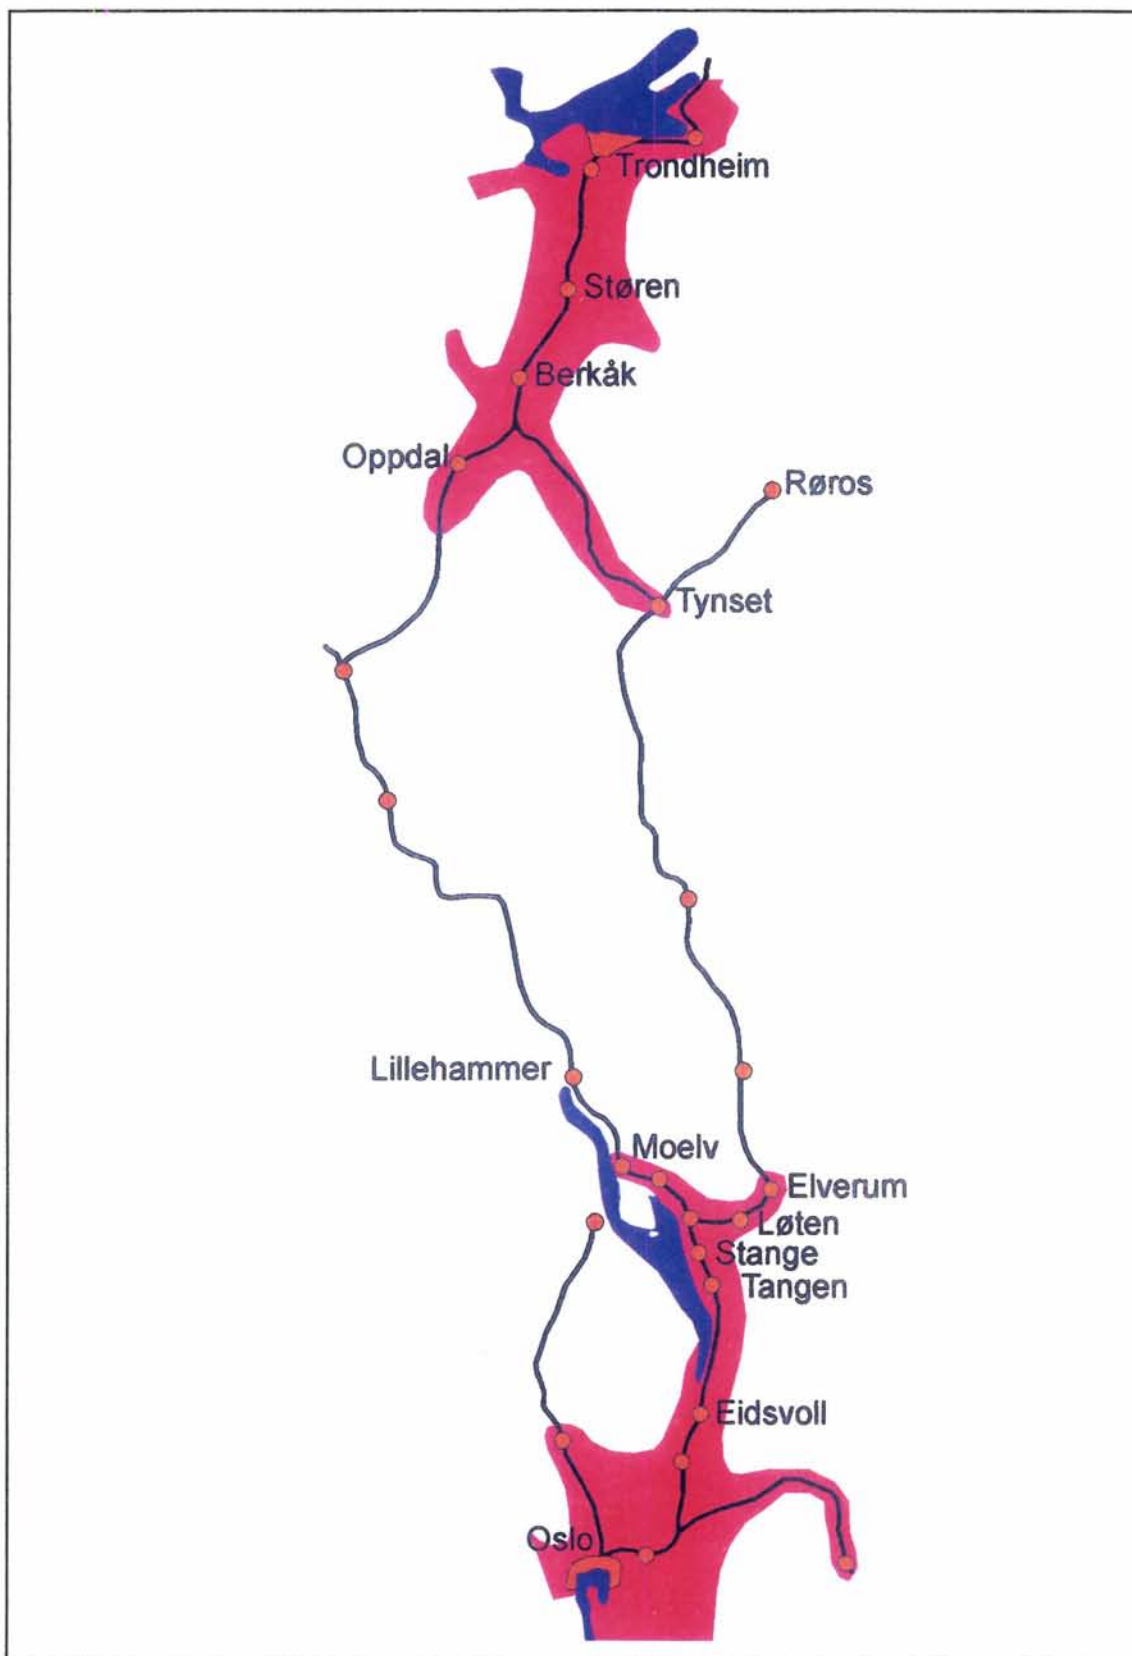 Trondheim
Støren
Berkåk
Oppdal
Røros
Tynset
Lillehammer
Moelv
Elverum
Løten
Stange
Tangen
Eidsvoll
Oslo